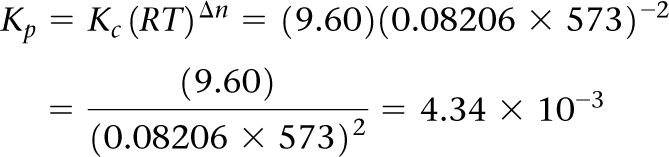 Kₚ = K_c (RT)^Δn = (9.60)(0.08206 × 573)⁻²
= (9.60) / (0.08206 × 573)² = 4.34 × 10⁻³